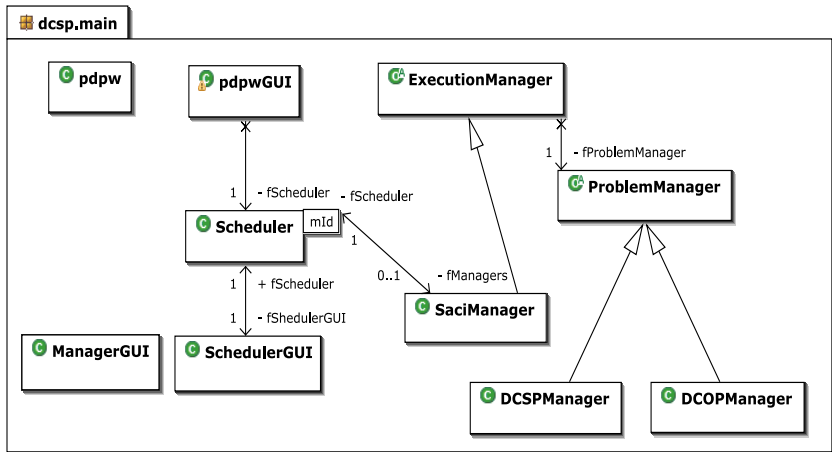 dcsp.main
C pdpw
C pdpwGUI
C A ExecutionManager
1 - fProblemManager
C A ProblemManager
1 - fScheduler
- fScheduler
C Scheduler
mId
1
0..1 - fManagers
1 + fScheduler
C SaciManager
1 - fShedulerGUI
C ManagerGUI
C SchedulerGUI
C DCSPManager
C DCOPManager